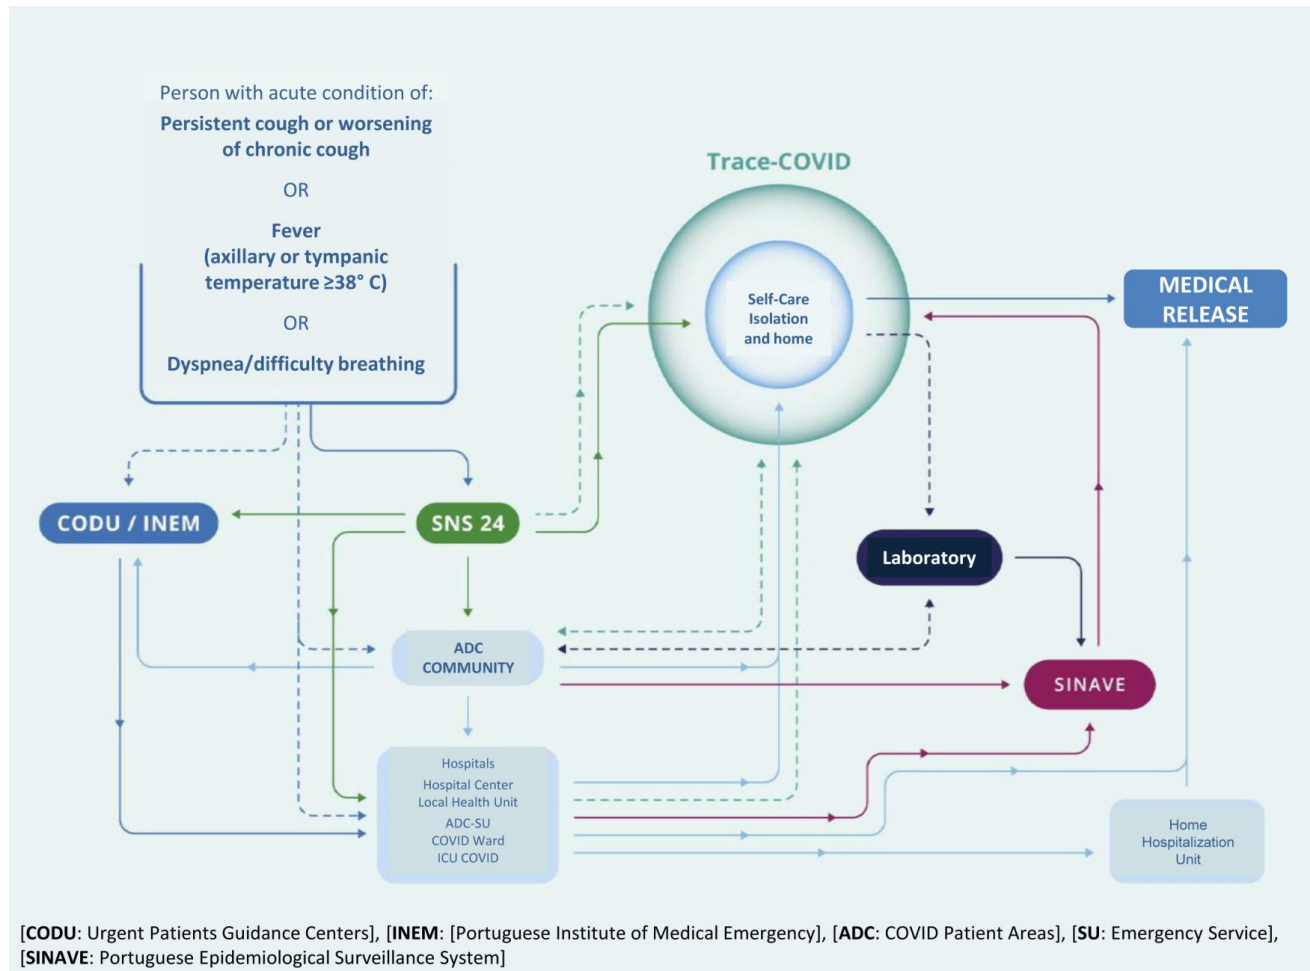 Person with acute condition of:
Persistent cough or worsening
of chronic cough
OR
Fever
(axillary or tympanic
temperature ≥38° C)
OR
Dyspnea/difficulty breathing
Trace-COVID
Self-Care
Isolation
and home
MEDICAL
RELEASE
CODU / INEM
SNS 24
Laboratory
ADC
COMMUNITY
SINAVE
Hospitals
Hospital Center
Local Health Unit
ADC-SU
COVID Ward
ICU COVID
Home
Hospitalization
Unit
[CODU: Urgent Patients Guidance Centers], [INEM: [Portuguese Institute of Medical Emergency], [ADC: COVID Patient Areas], [SU: Emergency Service],
[SINAVE: Portuguese Epidemiological Surveillance System]